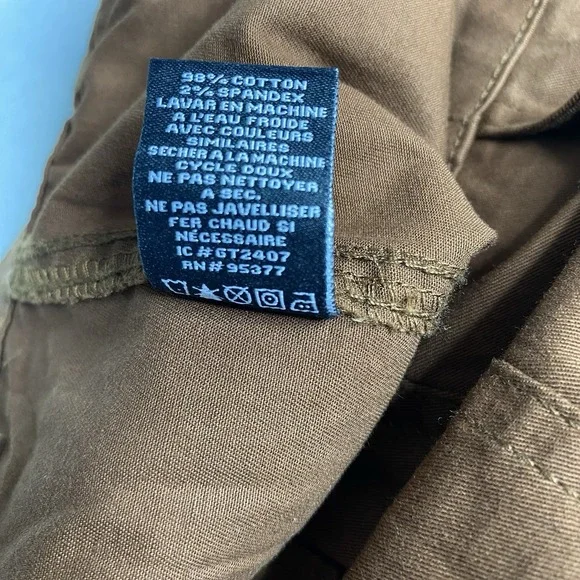 98% COTTON
2% SPANDEX
LAVAR EN MACHINE
A L'EAU FROIDE
AVEC COULEURS
SIMILAIRES
SECHER A LA MACHINE
CYCLE DOUX
NE PAS NETTOYER
A SEC.
NE PAS JAVELLISER
FER CHAUD SI
NÉCESSAIRE
IC # 6T2407
RN # 95377